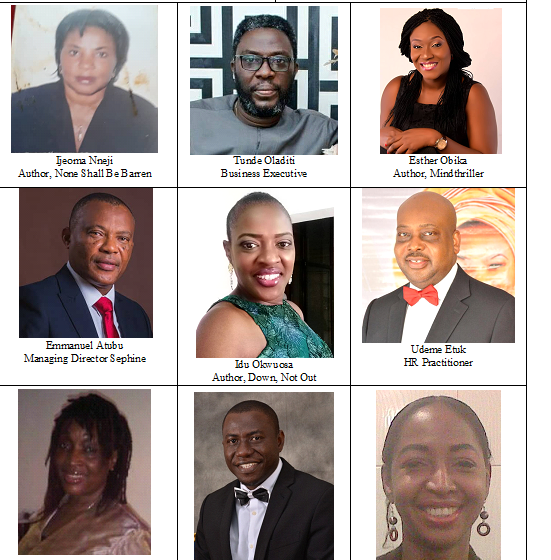 Ijeoma Nneji
Author, None Shall Be Barren
Tunde Oladiti
Business Executive
Esther Obika
Author, Mindthriller
Emmanuel Atubu
Managing Director Sephine
Idu Okwuosa
Author, Down, Not Out
Udeme Etuk
HR Practitioner